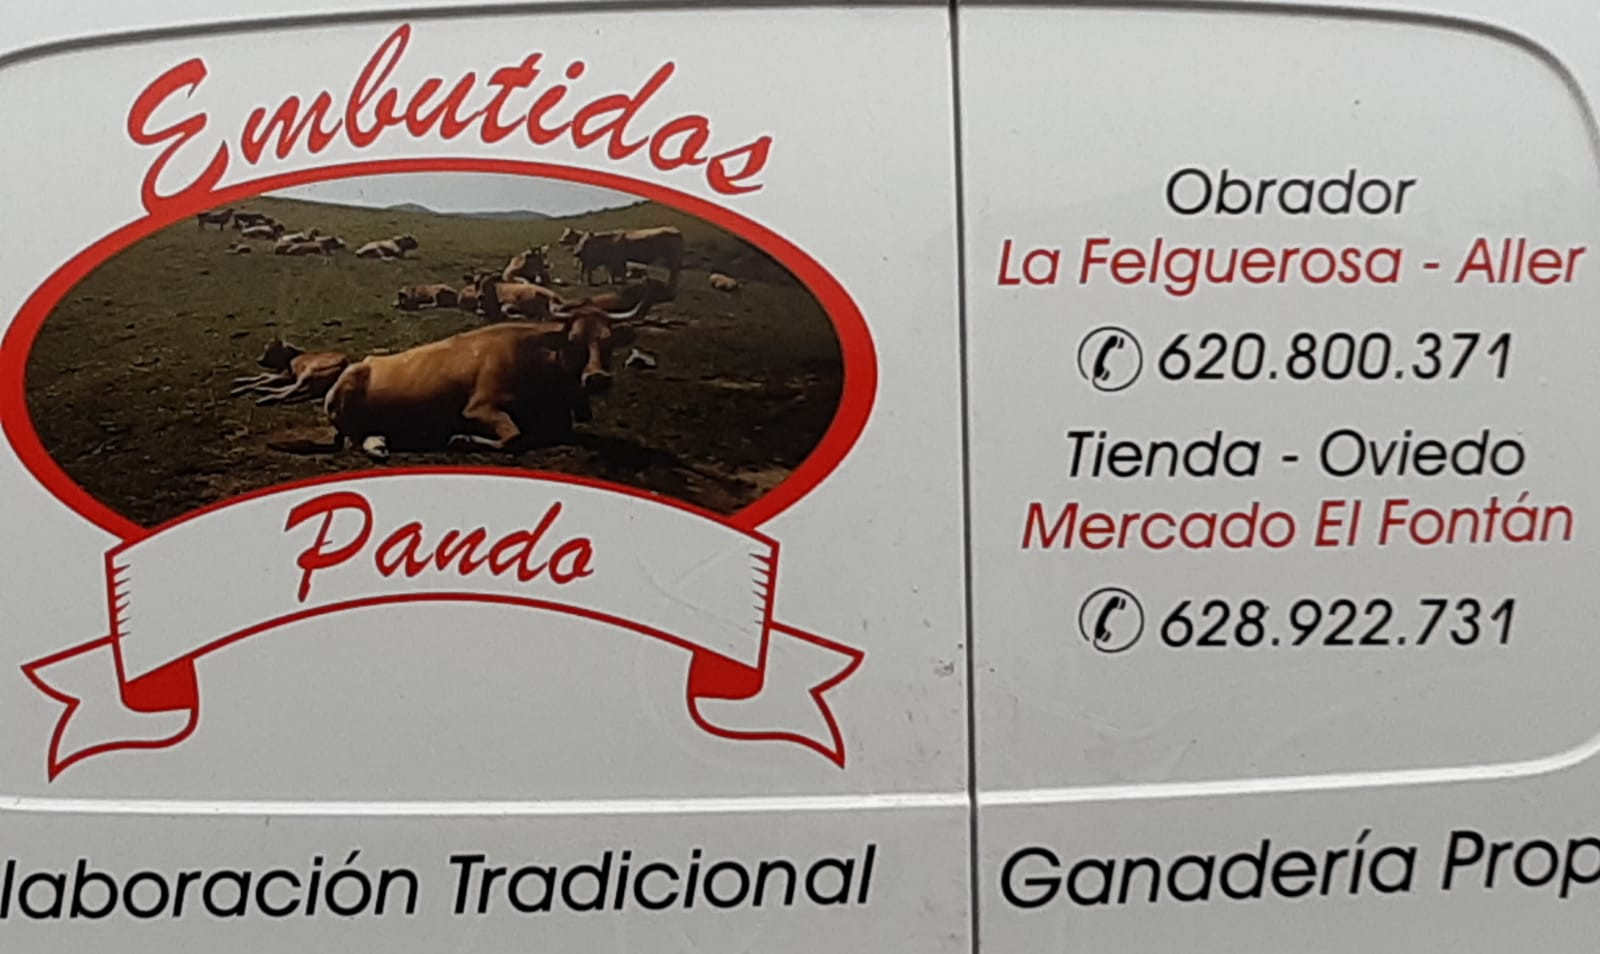 Embutidos
Pando
Obrador
La Felguerosa - Aller
620.800.371
Tienda - Oviedo
Mercado El Fontán
628.922.731
laboración Tradicional
Ganadería Prop